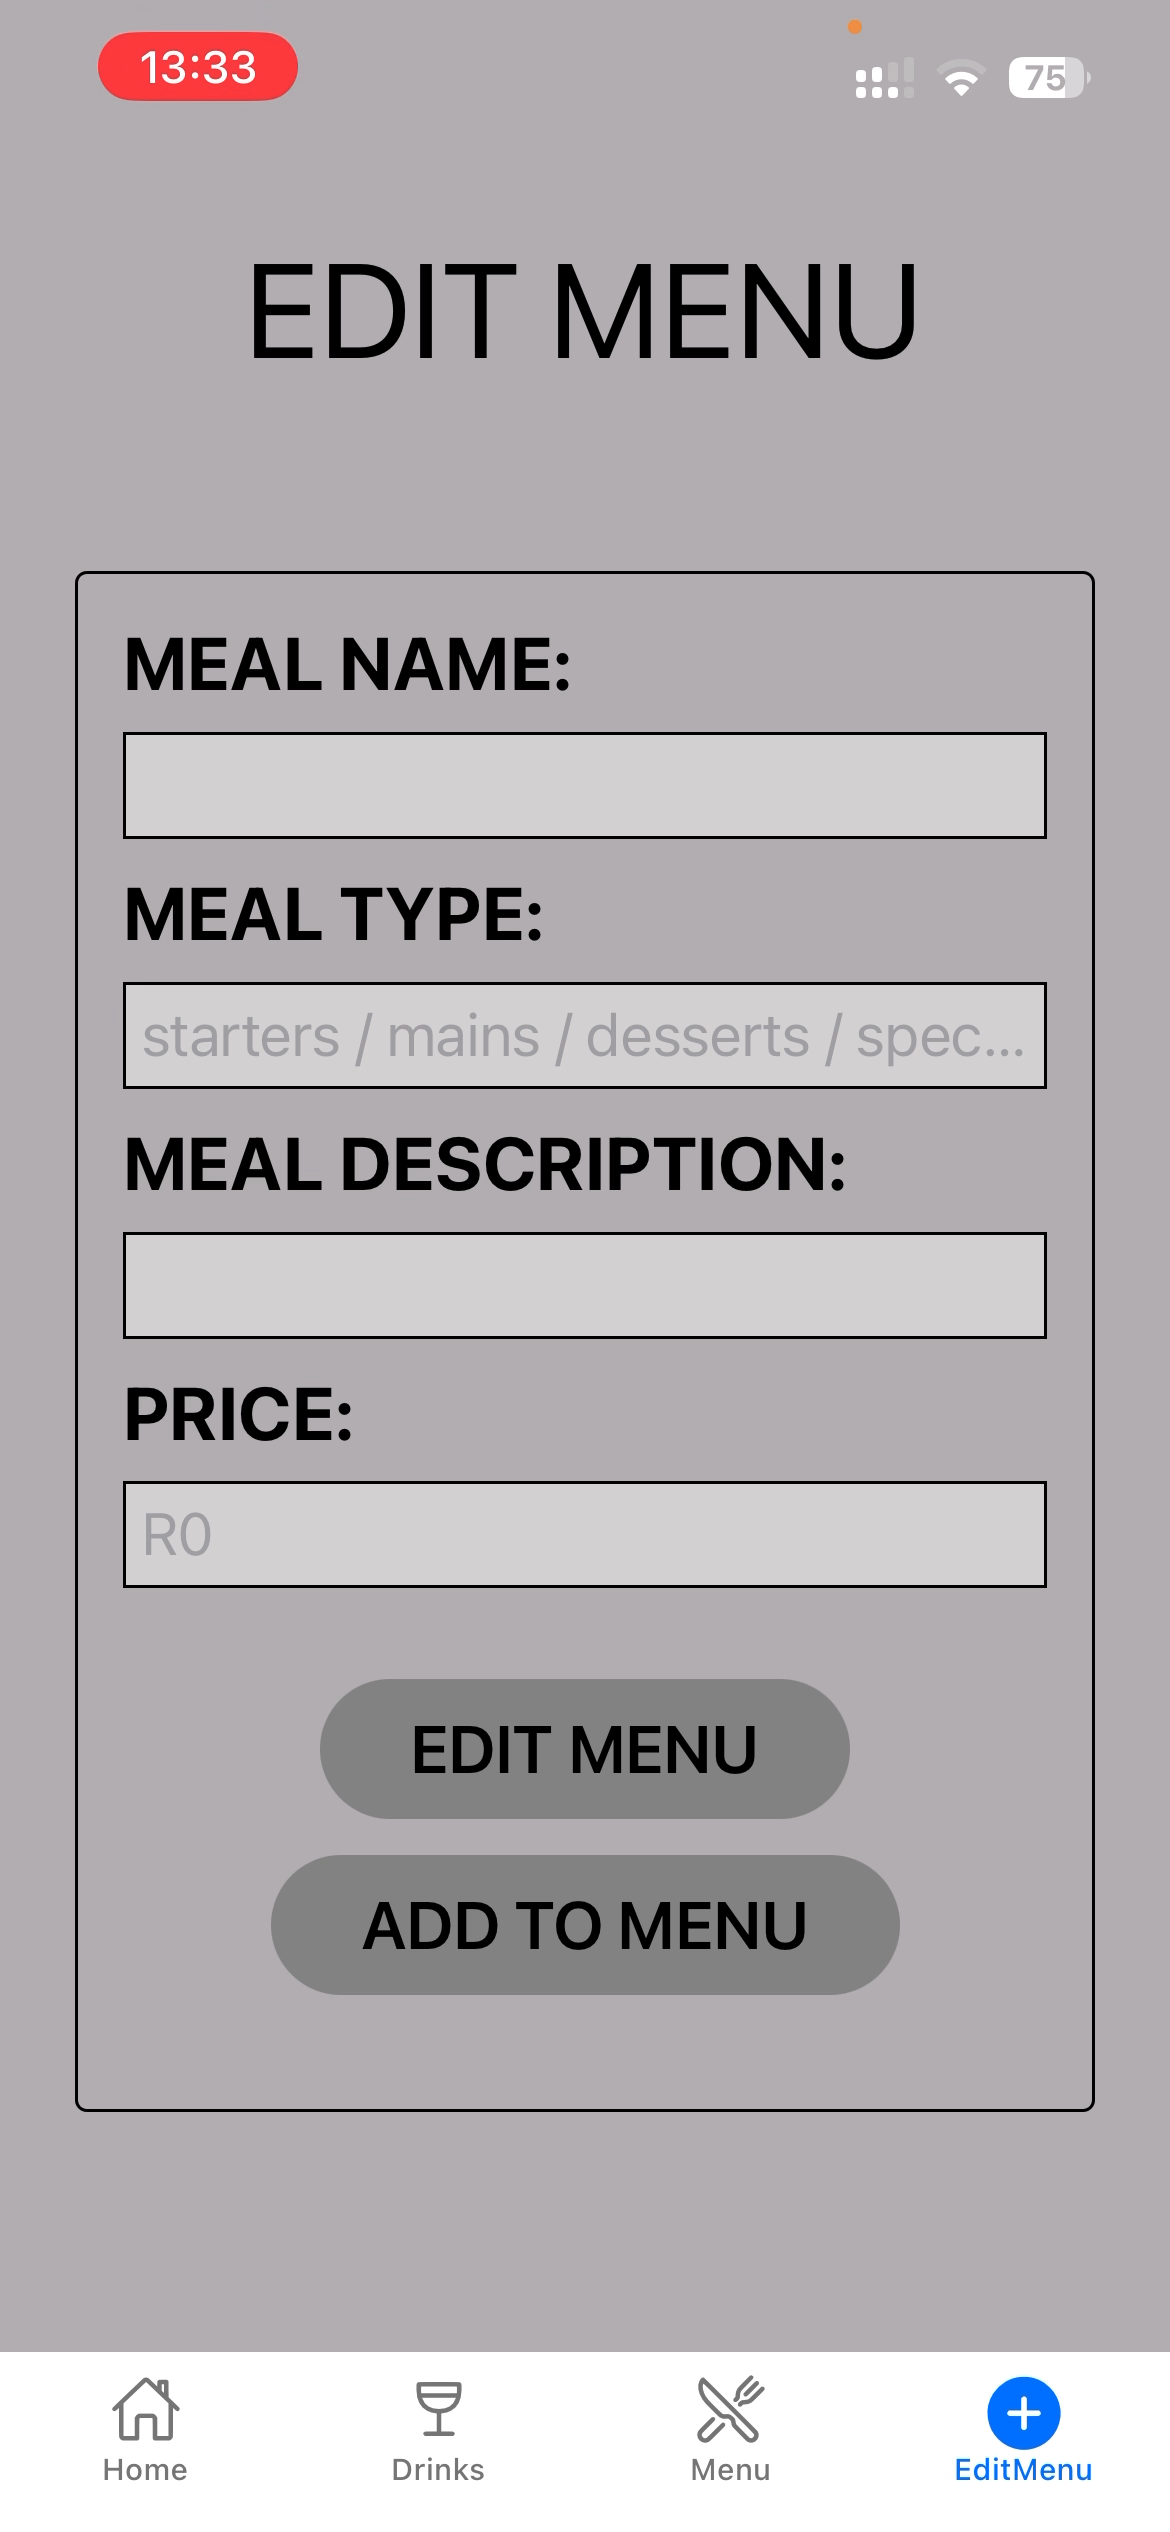 13:33
75
EDIT MENU
MEAL NAME:
MEAL TYPE:
starters / mains / desserts / spec...
MEAL DESCRIPTION:
PRICE:
R0
EDIT MENU
ADD TO MENU
Home
Drinks
Menu
EditMenu